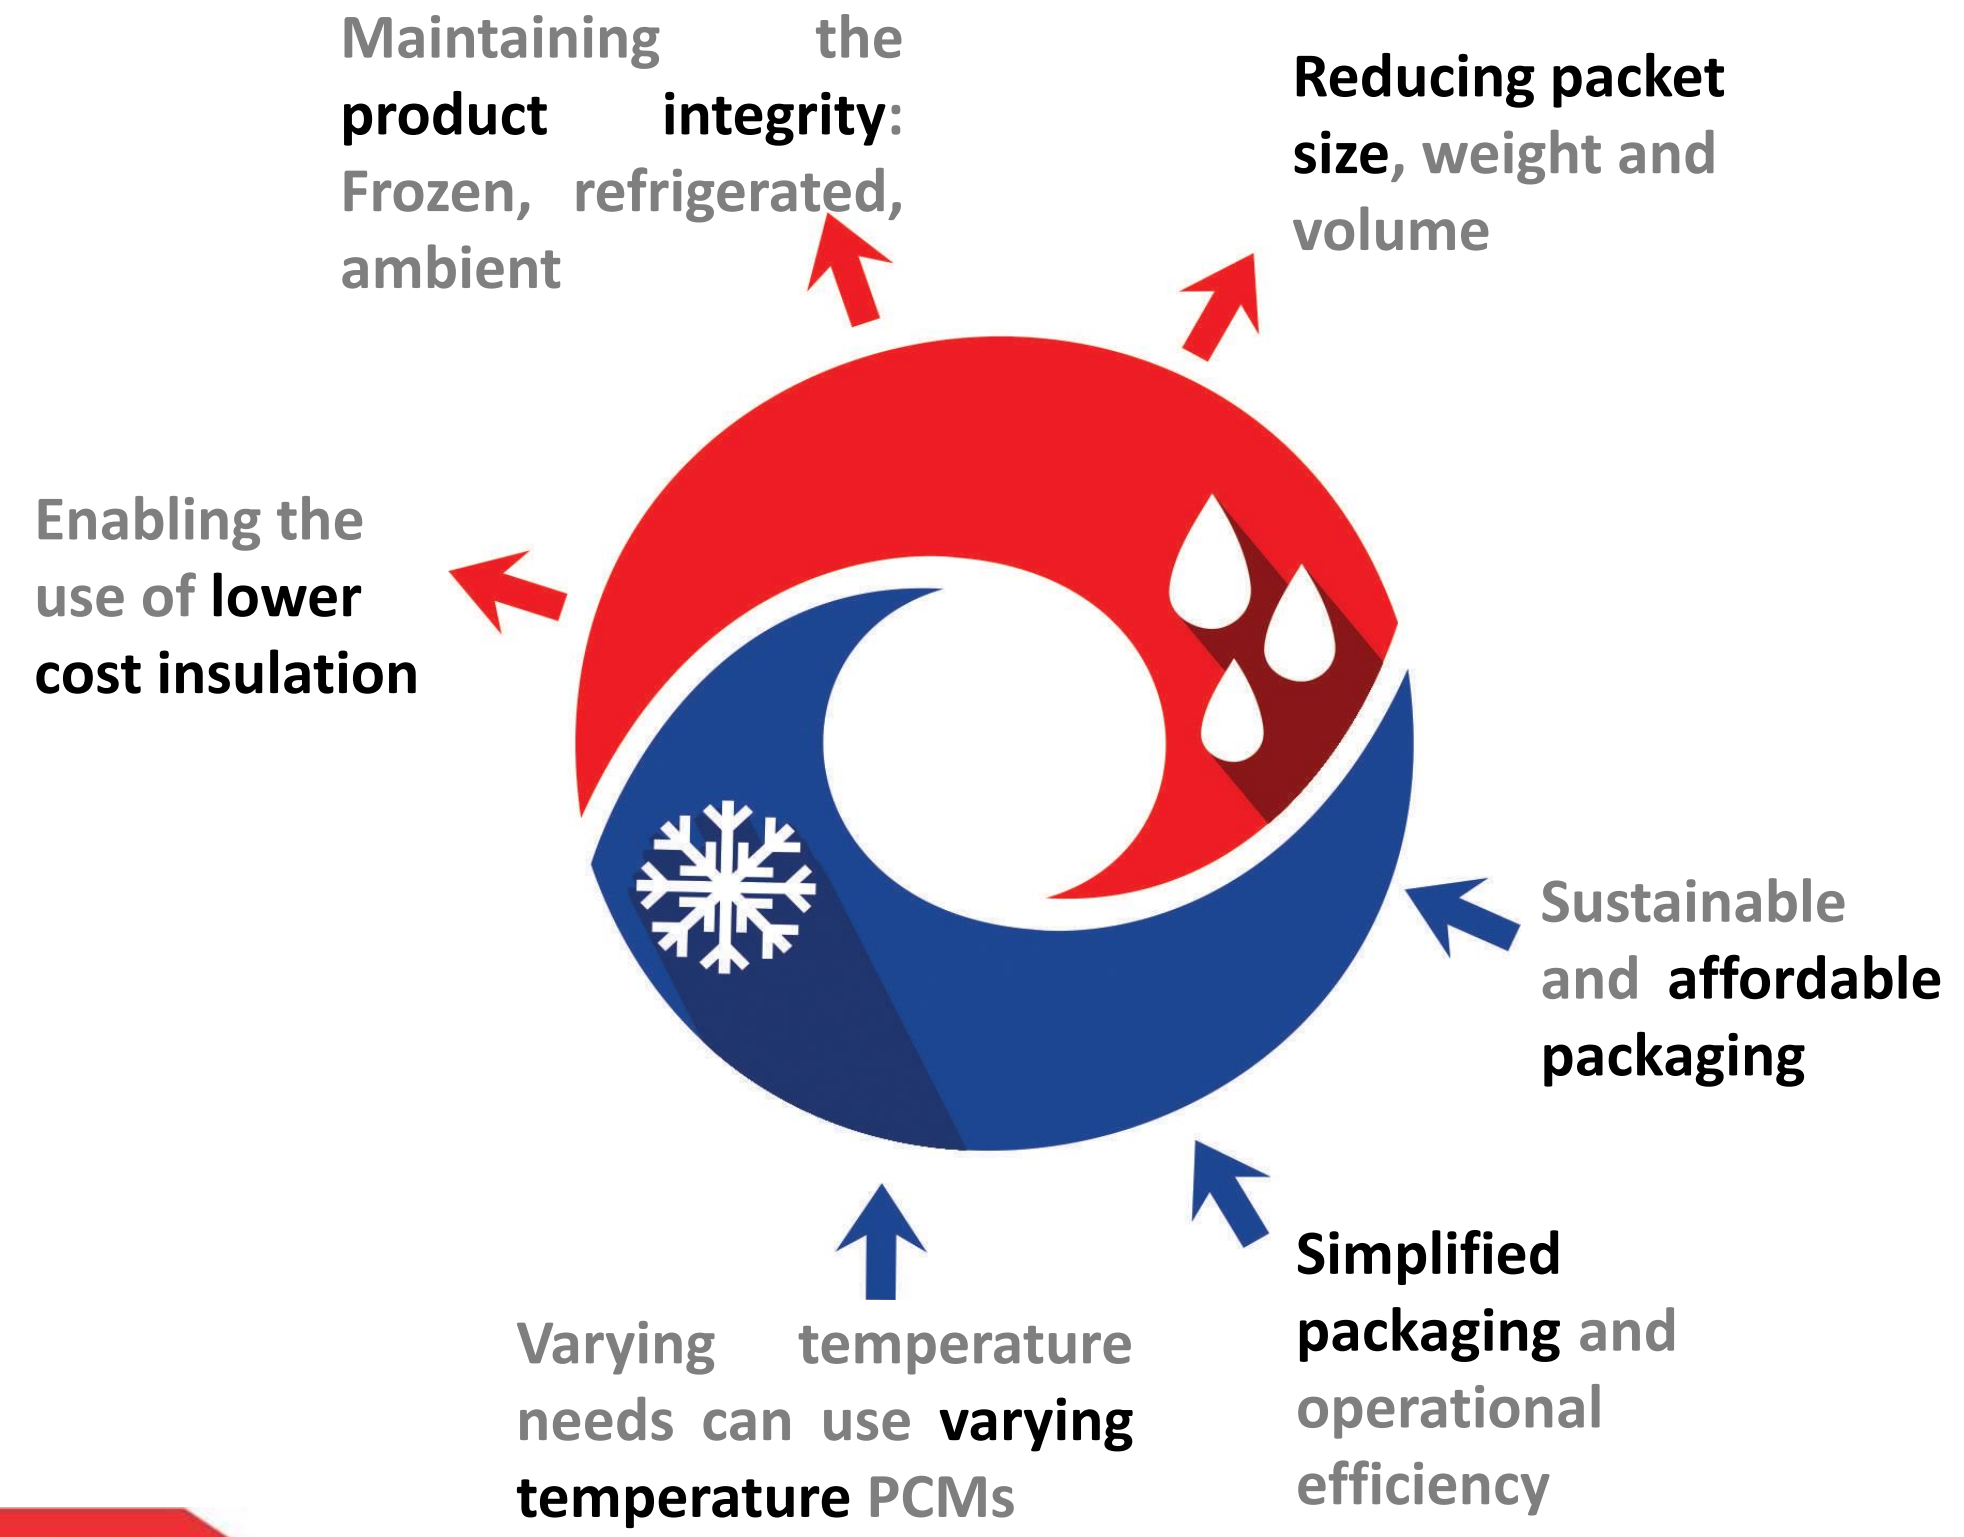 Maintaining the
product integrity:
Frozen, refrigerated,
ambient
Reducing packet
size, weight and
volume
Enabling the
use of lower
cost insulation
Sustainable
and affordable
packaging
Simplified
packaging and
operational
efficiency
Varying temperature
needs can use varying
temperature PCMs